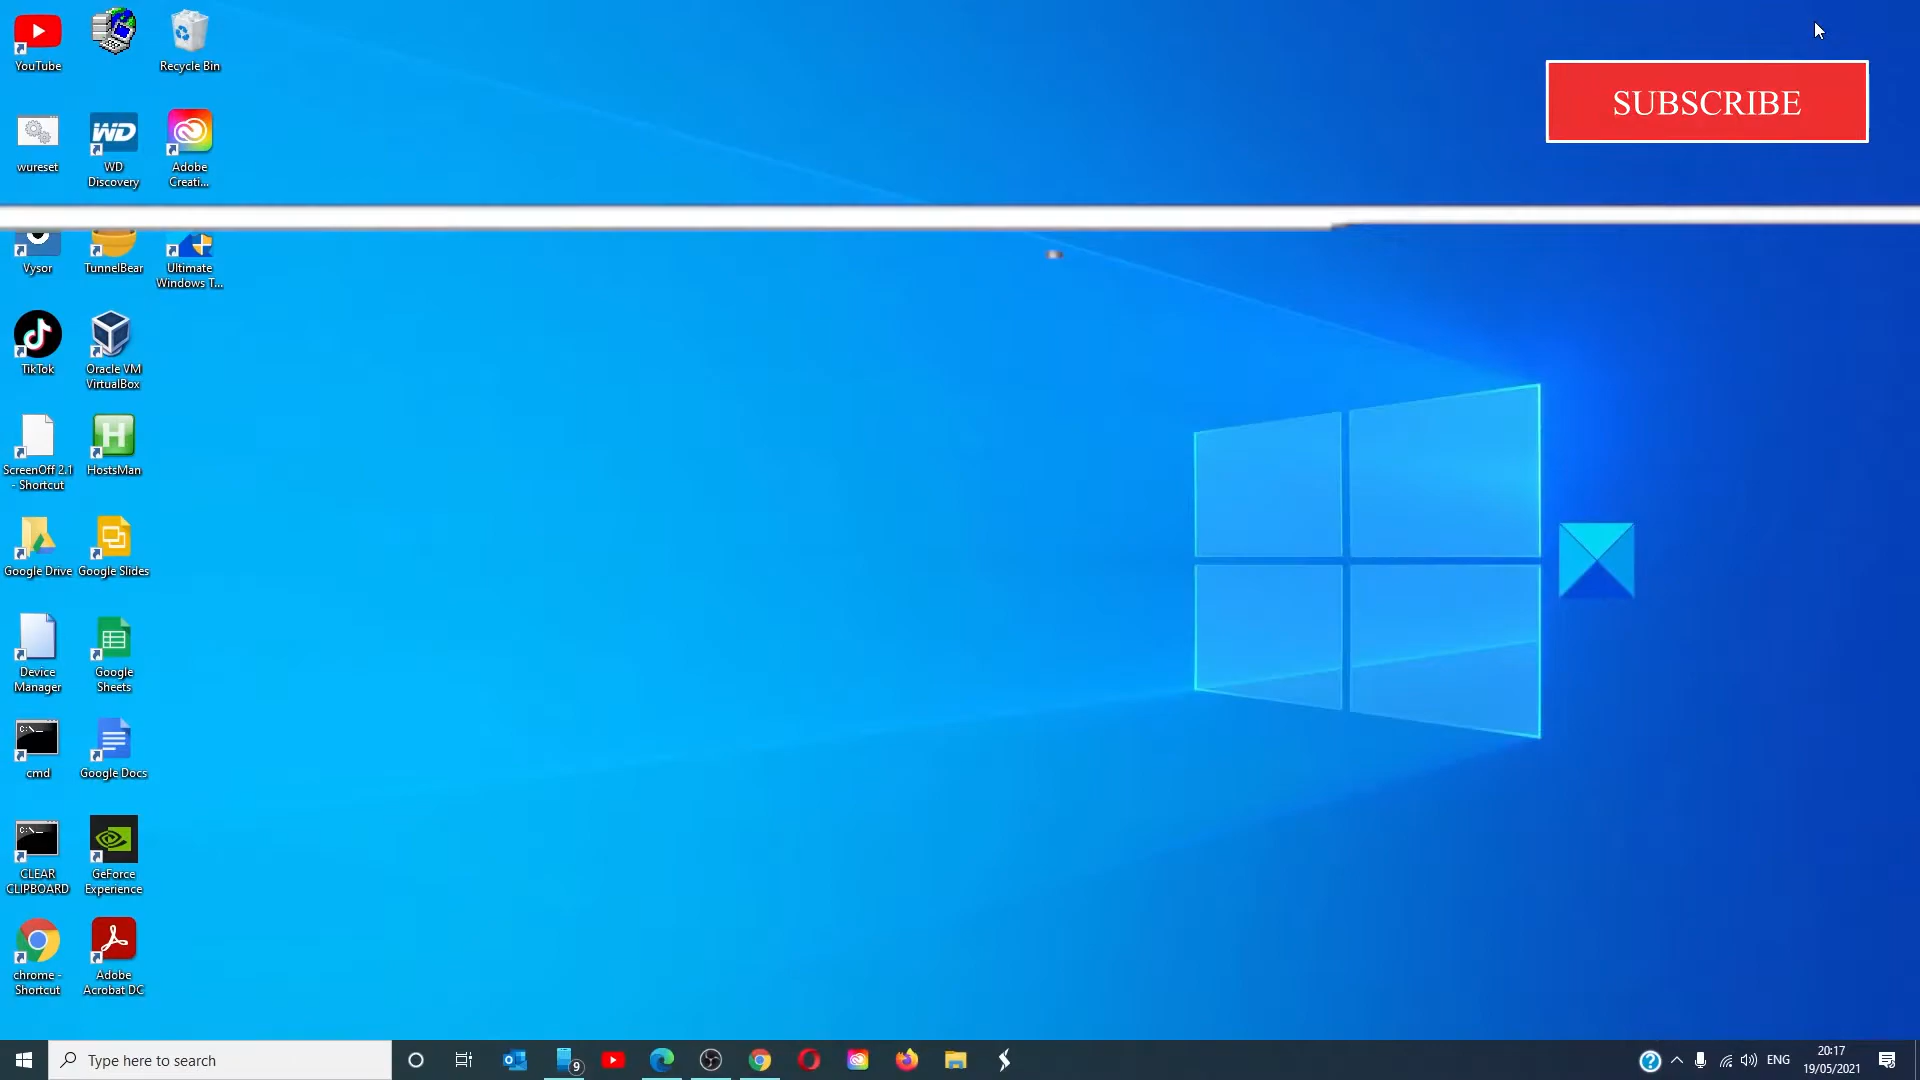 YouTube
Recycle Bin
SUBSCRIBE
wureset
WD
WD
Discovery
Adobe
Creati...
Vysor
TunnelBear
Ultimate
Windows T...
TikTok
Oracle VM
VirtualBox
ScreenOff 2.1
- Shortcut
H
HostsMan
Google Drive
Google Slides
Device
Manager
Google
Sheets
C:\_
cmd
Google Docs
C:\_
CLEAR
CLIPBOARD
GeForce
Experience
chrome -
Shortcut
Adobe
Acrobat DC
Type here to search
9
ENG
20:17
19/05/2021